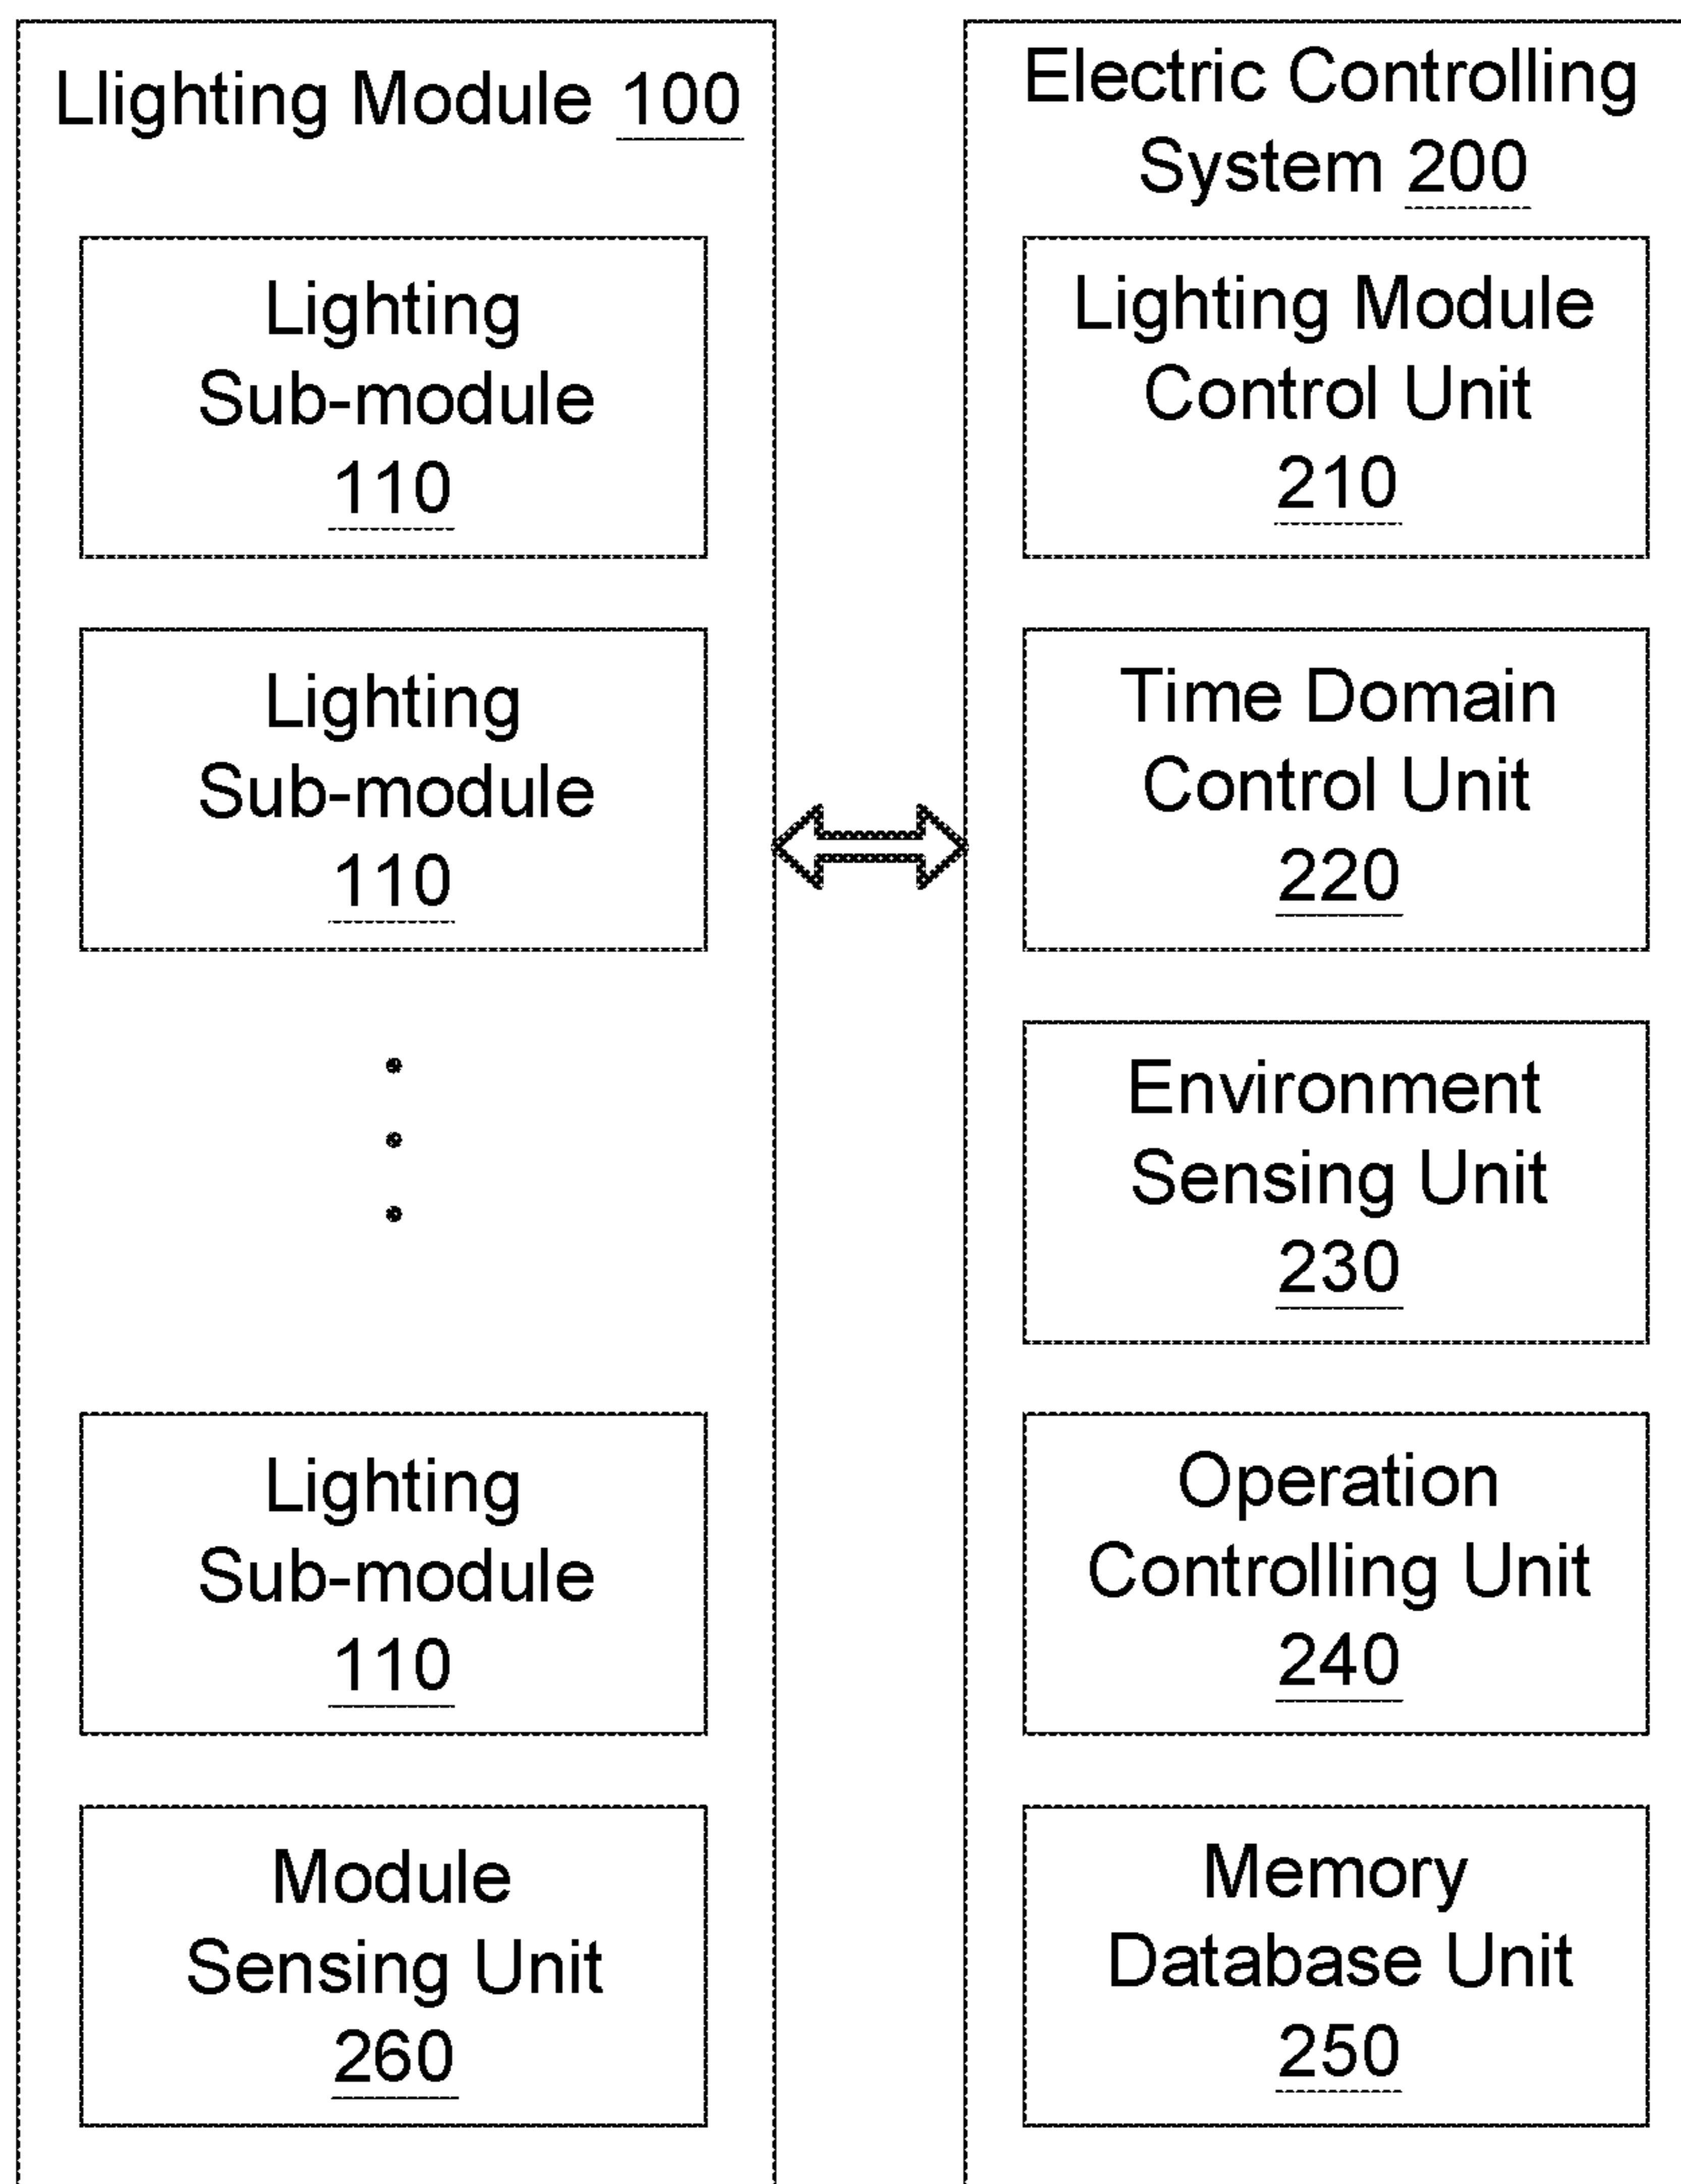 Llighting Module 100
Lighting
Sub-module
110
Lighting
Sub-module
110
Lighting
Sub-module
110
Module
Sensing Unit
260
Electric Controlling
System 200
Lighting Module
Control Unit
210
Time Domain
Control Unit
220
Environment
Sensing Unit
230
Operation
Controlling Unit
240
Memory
Database Unit
250